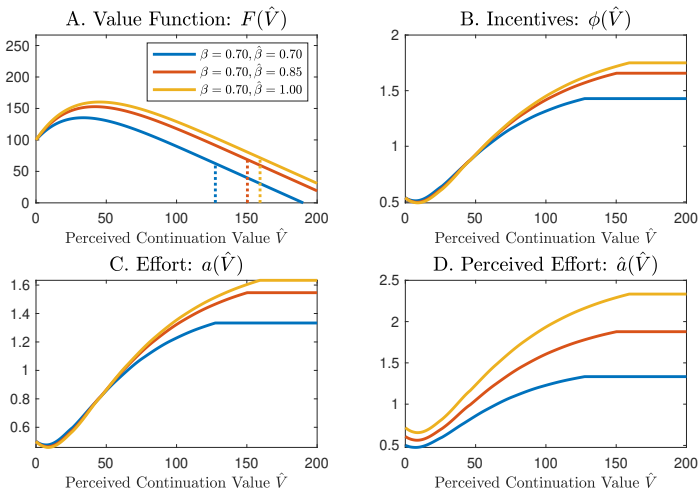 A. Value Function: F(V̂)
250
200
150
100
50
0
0 50 100 150 200
β = 0.70, β̂ = 0.70
β = 0.70, β̂ = 0.85
β = 0.70, β̂ = 1.00
Perceived Continuation Value V̂
B. Incentives: ϕ(V̂)
2
1.5
1
0.5
0 50 100 150 200
Perceived Continuation Value V̂
C. Effort: a(V̂)
1.6
1.4
1.2
1
0.8
0.6
0 50 100 150 200
Perceived Continuation Value V̂
D. Perceived Effort: â(V̂)
2.5
2
1.5
1
0.5
0 50 100 150 200
Perceived Continuation Value V̂